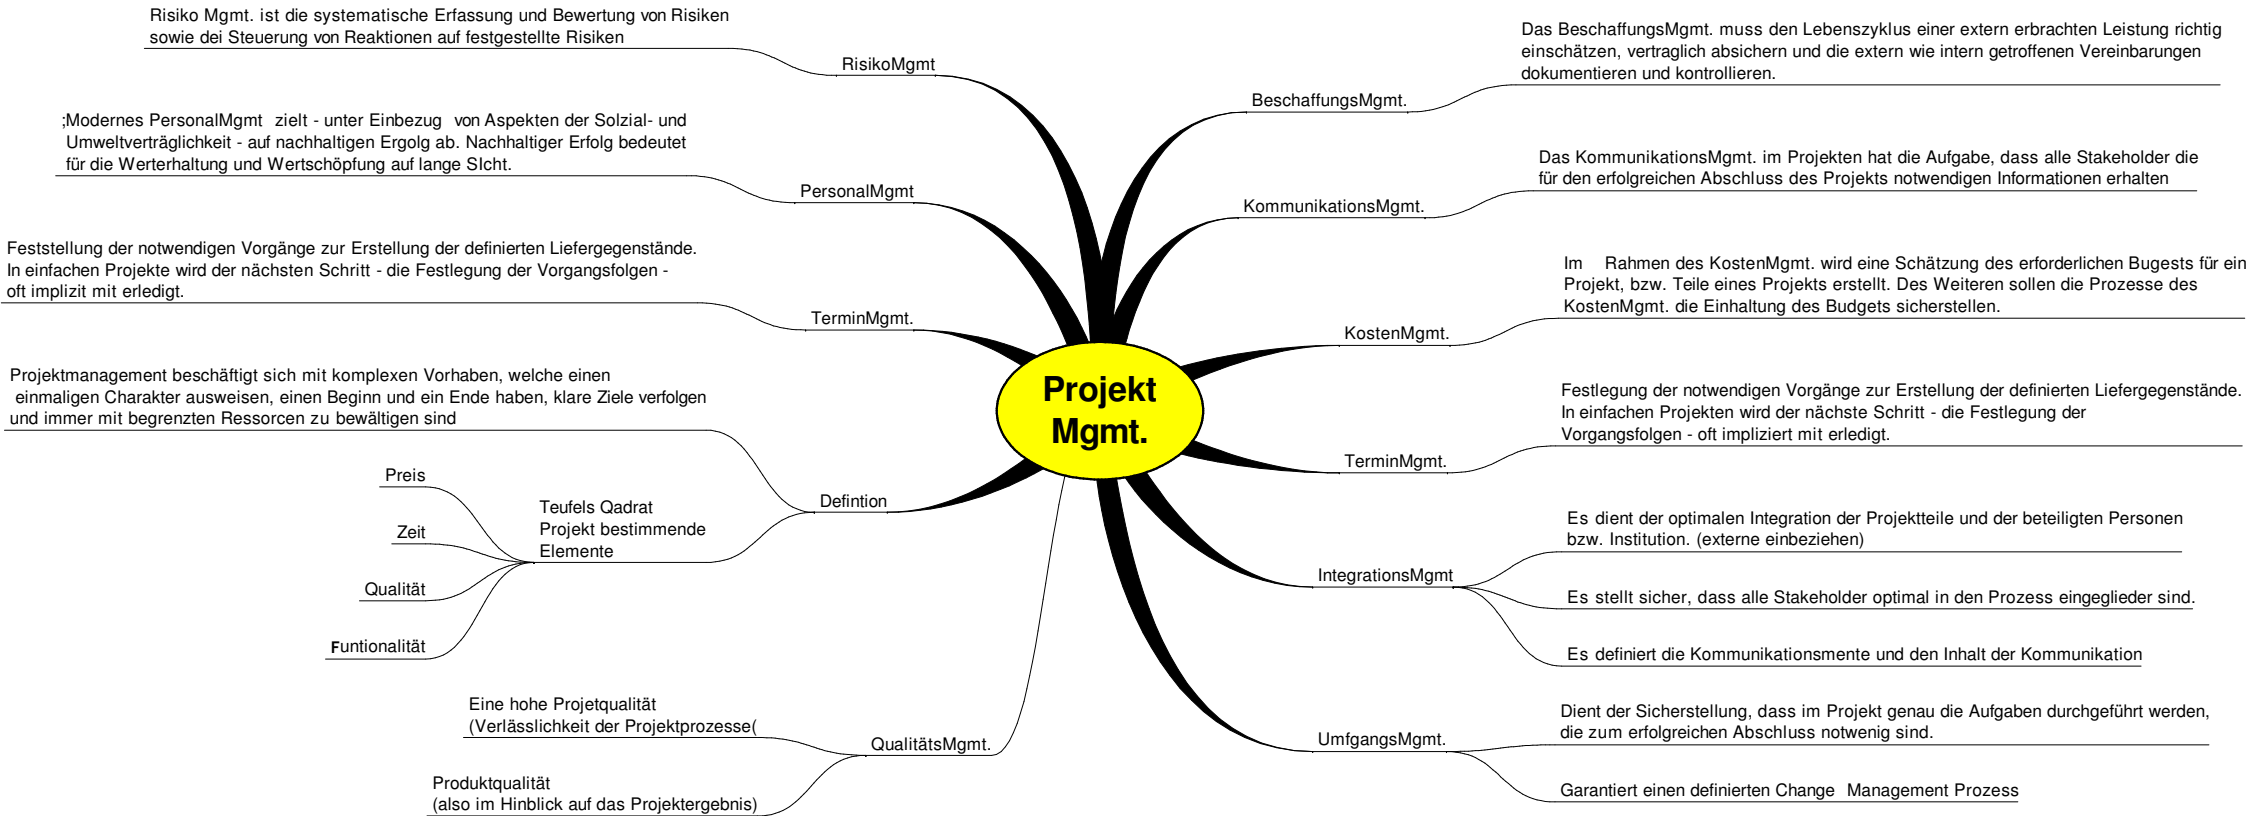 Projekt
Mgmt.
Risiko Mgmt. ist die systematische Erfassung und Bewertung von Risiken
sowie dei Steuerung von Reaktionen auf festgestellte Risiken
RisikoMgmt
;Modernes PersonalMgmt zielt - unter Einbezug von Aspekten der Solzial- und
Umweltverträglichkeit - auf nachhaltigen Ergolg ab. Nachhaltiger Erfolg bedeutet
für die Werterhaltung und Wertschöpfung auf lange SIcht.
PersonalMgmt
Feststellung der notwendigen Vorgänge zur Erstellung der definierten Liefergegenstände.
In einfachen Projekte wird der nächsten Schritt - die Festlegung der Vorgangsfolgen -
oft implizit mit erledigt.
TerminMgmt.
Projektmanagement beschäftigt sich mit komplexen Vorhaben, welche einen
einmaligen Charakter ausweisen, einen Beginn und ein Ende haben, klare Ziele verfolgen
und immer mit begrenzten Ressorcen zu bewältigen sind
Defintion
Teufels Qadrat
Projekt bestimmende
Elemente
Preis
Zeit
Qualität
Funtionalität
Eine hohe Projetqualität
(Verlässlichkeit der Projektprozesse(
QualitätsMgmt.
Produktqualität
(also im Hinblick auf das Projektergebnis)
Das BeschaffungsMgmt. muss den Lebenszyklus einer extern erbrachten Leistung richtig
einschätzen, vertraglich absichern und die extern wie intern getroffenen Vereinbarungen
dokumentieren und kontrollieren.
BeschaffungsMgmt.
Das KommunikationsMgmt. im Projekten hat die Aufgabe, dass alle Stakeholder die
für den erfolgreichen Abschluss des Projekts notwendigen Informationen erhalten
KommunikationsMgmt.
Im Rahmen des KostenMgmt. wird eine Schätzung des erforderlichen Bugests für ein
Projekt, bzw. Teile eines Projekts erstellt. Des Weiteren sollen die Prozesse des
KostenMgmt. die Einhaltung des Budgets sicherstellen.
KostenMgmt.
Festlegung der notwendigen Vorgänge zur Erstellung der definierten Liefergegenstände.
In einfachen Projekten wird der nächste Schritt - die Festlegung der
Vorgangsfolgen - oft impliziert mit erledigt.
TerminMgmt.
Es dient der optimalen Integration der Projektteile und der beteiligten Personen
bzw. Institution. (externe einbeziehen)
IntegrationsMgmt
Es stellt sicher, dass alle Stakeholder optimal in den Prozess eingeglieder sind.
Es definiert die Kommunikationsmente und den Inhalt der Kommunikation
Dient der Sicherstellung, dass im Projekt genau die Aufgaben durchgeführt werden,
die zum erfolgreichen Abschluss notwenig sind.
UmfgangsMgmt.
Garantiert einen definierten Change Management Prozess